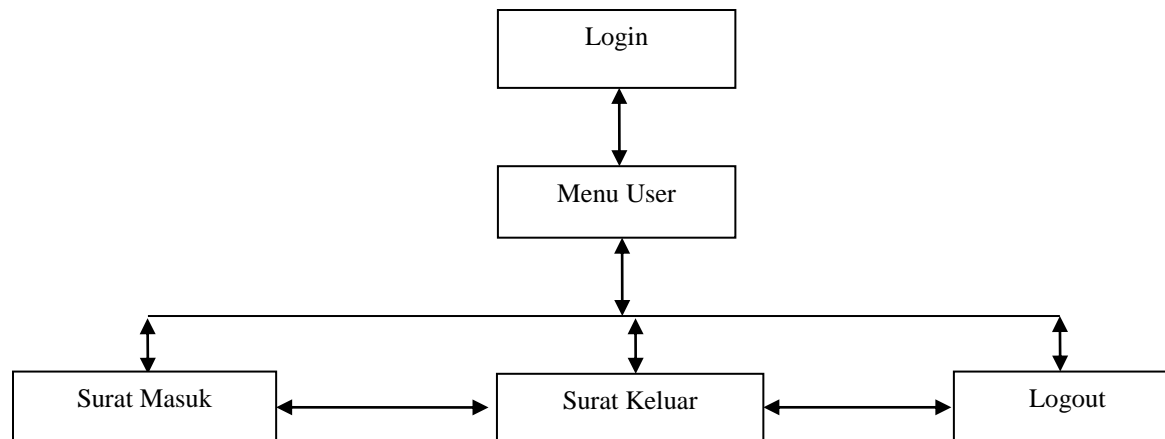 Login
Menu User
Surat Masuk
Surat Keluar
Logout